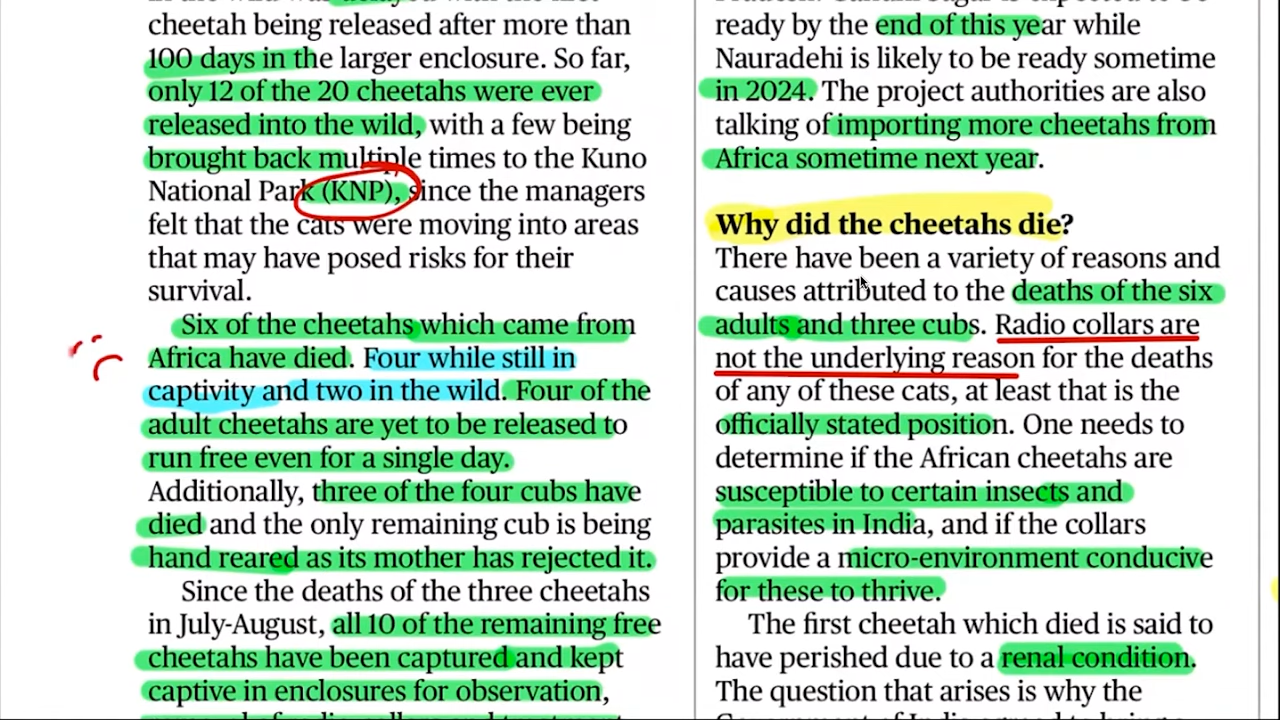 cheetah being released after more than
100 days in the larger enclosure. So far,
only 12 of the 20 cheetahs were ever
released into the wild, with a few being
brought back multiple times to the Kuno
National Park (KNP), since the managers
felt that the cats were moving into areas
that may have posed risks for their
survival.
Six of the cheetahs which came from
Africa have died. Four while still in
captivity and two in the wild. Four of the
adult cheetahs are yet to be released to
run free even for a single day.
Additionally, three of the four cubs have
died and the only remaining cub is being
hand reared as its mother has rejected it.
Since the deaths of the three cheetahs
in July-August, all 10 of the remaining free
cheetahs have been captured and kept
captive in enclosures for observation,
ready by the end of this year while
Nauradehi is likely to be ready sometime
in 2024. The project authorities are also
talking of importing more cheetahs from
Africa sometime next year.
Why did the cheetahs die?
There have been a variety of reasons and
causes attributed to the deaths of the six
adults and three cubs. Radio collars are
not the underlying reason for the deaths
of any of these cats, at least that is the
officially stated position. One needs to
determine if the African cheetahs are
susceptible to certain insects and
parasites in India, and if the collars
provide a micro-environment conducive
for these to thrive.
The first cheetah which died is said to
have perished due to a renal condition.
The question that arises is why the